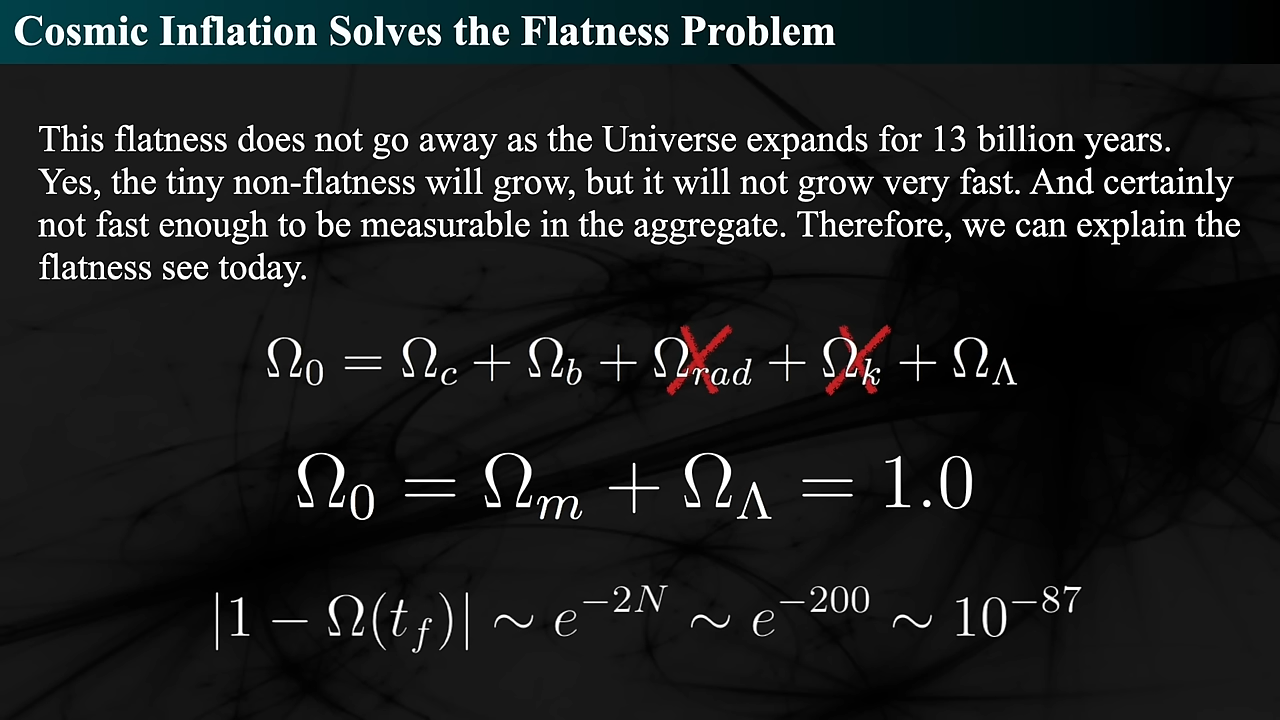 Cosmic Inflation Solves the Flatness Problem
This flatness does not go away as the Universe expands for 13 billion years.
Yes, the tiny non-flatness will grow, but it will not grow very fast. And certainly
not fast enough to be measurable in the aggregate. Therefore, we can explain the
flatness see today.
Ω₀ = Ω_c + Ω_b + Ω_rad + Ω_k + Ω_Λ
Ω₀ = Ω_m + Ω_Λ = 1.0
|1 − Ω(t_f)| ∼ e^{−2N} ∼ e^{−200} ∼ 10^{−87}